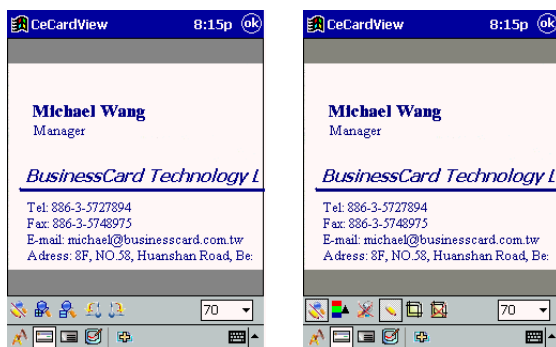 CeCardView 8:15p ok
Michael Wang
Manager
BusinessCard Technology L
Tel: 886-3-5727894
Fax: 886-3-5748975
E-mail: michael@businesscard.com.tw
Adress: 8F, NO.58, Huanshan Road, Be:
70
CeCardView 8:15p ok
Michael Wang
Manager
BusinessCard Technology L
Tel: 886-3-5727894
Fax: 886-3-5748975
E-mail: michael@businesscard.com.tw
Adress: 8F, NO.58, Huanshan Road, Be:
70